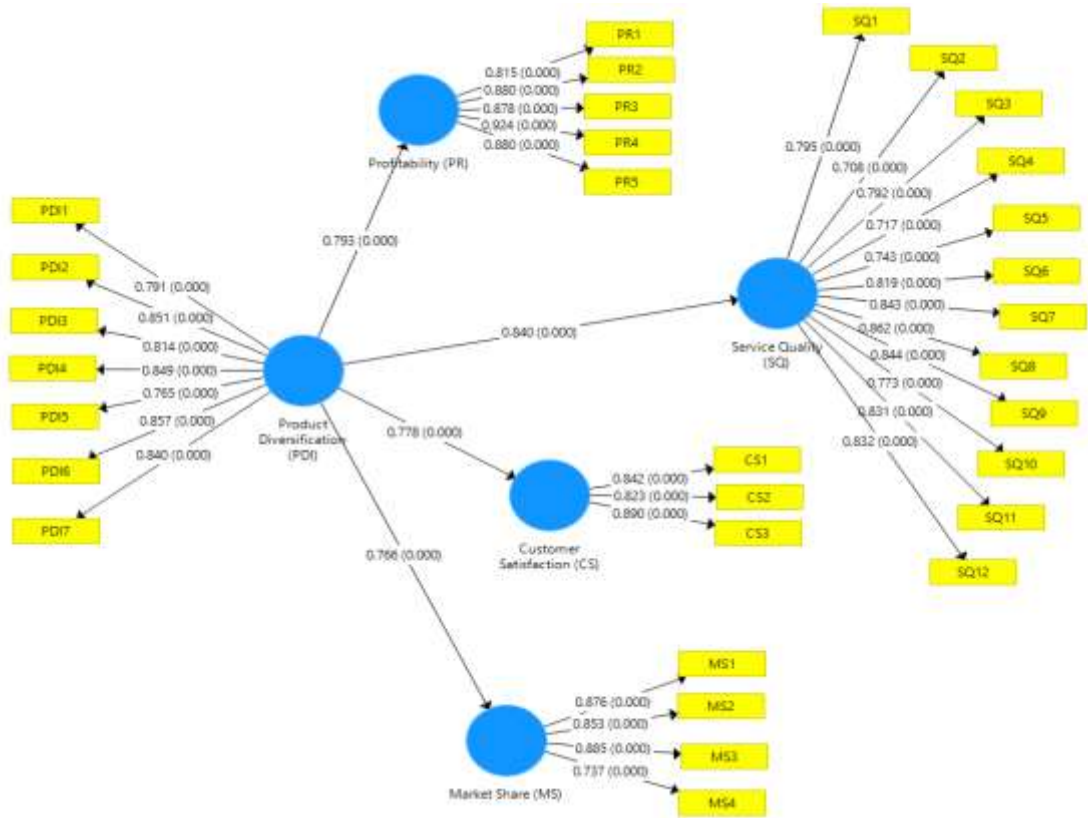 SQ1
PR1
SQ2
0.815 (0.000)
PR2
0.880 (0.000)
SQ3
0.878 (0.000)
PR3
0.924 (0.000)
PR4
0.880 (0.000)
0.795 (0.000)
Profitability (PR)
SQ4
0.708 (0.000)
PR5
0.792 (0.000)
PDI1
SQ5
0.717 (0.000)
0.793 (0.000)
0.743 (0.000)
PDI2
SQ6
0.819 (0.000)
0.791 (0.000)
0.843 (0.000)
SQ7
PDI3
0.851 (0.000)
0.862 (0.000)
0.840 (0.000)
0.814 (0.000)
Service Quality
(SQ)
0.844 (0.000)
SQ8
PDI4
0.849 (0.000)
0.773 (0.000)
0.765 (0.000)
0.831 (0.000)
SQ9
PDI5
0.857 (0.000)
Product
Diversification
(PDI)
0.778 (0.000)
0.832 (0.000)
0.840 (0.000)
CS1
SQ10
PDI6
0.842 (0.000)
0.823 (0.000)
CS2
0.890 (0.000)
SQ11
PDI7
CS3
0.766 (0.000)
Customer
Satisfaction (CS)
SQ12
MS1
0.876 (0.000)
MS2
0.853 (0.000)
0.885 (0.000)
MS3
0.737 (0.000)
Market Share (MS)
MS4